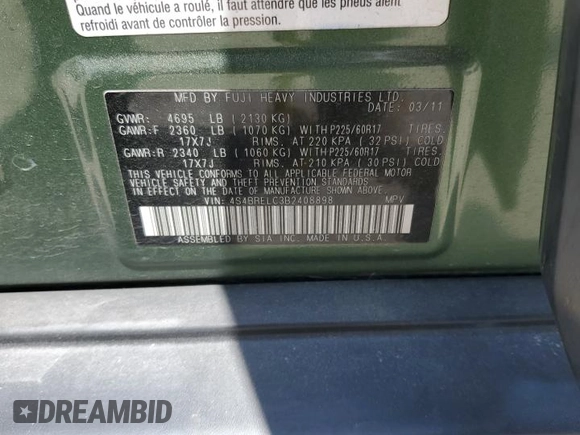 Quand le véhicule a roulé, il faut attendre que les pneus aient
refroidi avant de contrôler la pression.
MFD BY FUJI HEAVY INDUSTRIES LTD.
DATE: 03/11
GVWR: 4695 LB ( 2130 KG)
GAWR:F 2360 LB ( 1070 KG) WITH P225/60R17 TIRES.
17X7J RIMS. AT 220 KPA ( 32 PSI) COLD
GAWR:R 2340 LB ( 1060 KG) WITH P225/60R17 TIRES.
17X7J RIMS. AT 210 KPA ( 30 PSI) COLD
THIS VEHICLE CONFORMS TO ALL APPLICABLE FEDERAL MOTOR
VEHICLE SAFETY AND THEFT PREVENTION STANDARDS
IN EFFECT ON THE DATE OF MANUFACTURE SHOWN ABOVE.
VIN: 4S4BRELC3B2408898 MPV
ASSEMBLED BY SIA INC. MADE IN U.S.A.
DREAMBID